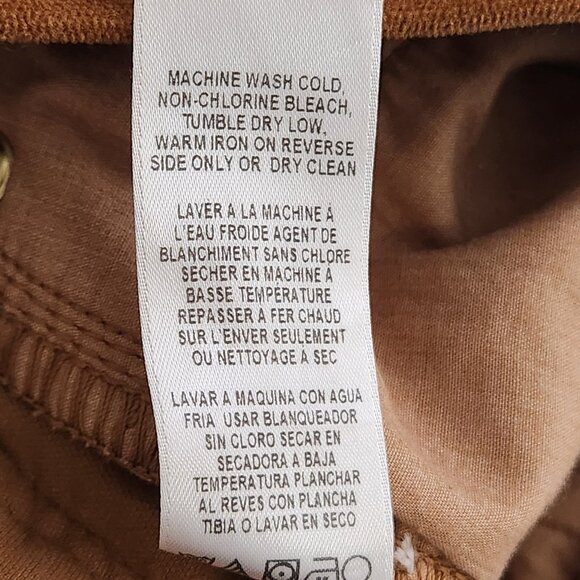 MACHINE WASH COLD,
NON-CHLORINE BLEACH,
TUMBLE DRY LOW,
WARM IRON ON REVERSE
SIDE ONLY OR DRY CLEAN
LAVER A LA MACHINE À
L'EAU FROIDE AGENT DE
BLANCHIMENT SANS CHLORE
SECHER EN MACHINE À
BASSE TEMPERATURE
REPASSER A FER CHAUD
SUR L'ENVER SEULEMENT
OU NETTOYAGE À SEC
LAVAR A MAQUINA CON AGUA
FRIA USAR BLANQUEADOR
SIN CLORO SECAR EN
SECADORA A BAJA
TEMPERATURA PLANCHAR
AL REVES CON PLANCHA
TIBIA O LAVAR EN SECO